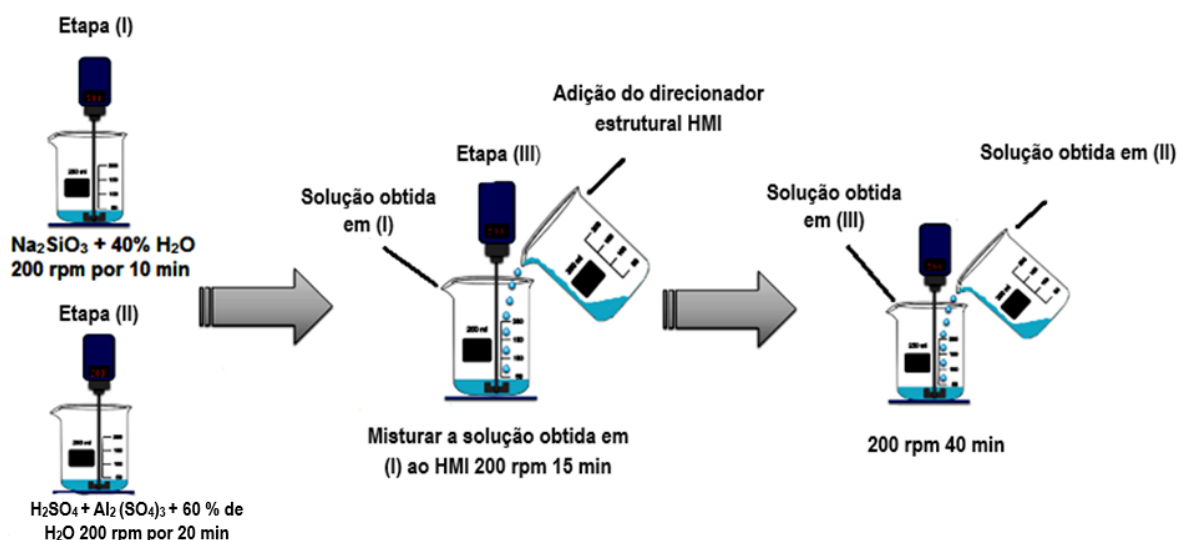 Etapa (I)
Na₂SiO₃ + 40% H₂O
200 rpm por 10 min
Etapa (II)
H₂SO₄ + Al₂ (SO₄)₃ + 60 % de
H₂O 200 rpm por 20 min
Adição do direcionador
estrutural HMI
Etapa (III)
Solução obtida
em (I)
200 ml
Misturar a solução obtida em
(I) ao HMI 200 rpm 15 min
Solução obtida em (II)
Solução obtida
em (III)
200 rpm 40 min